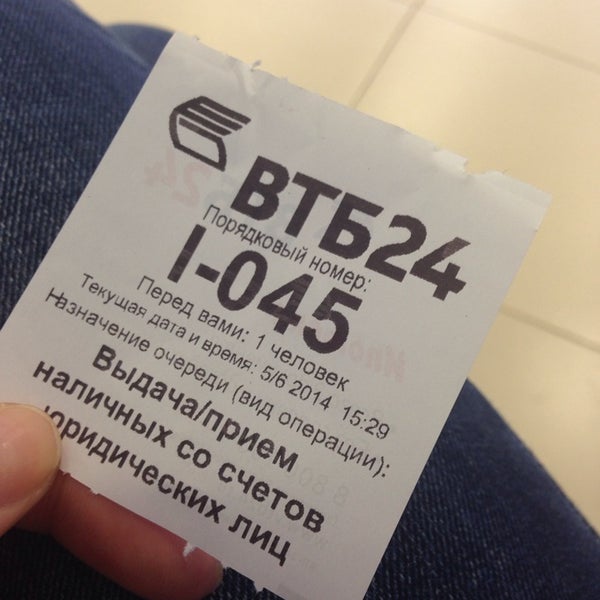 ВТБ24
Порядковый номер:
I-045
Перед вами: 1 человек
Текущая дата и время: 5/6 2014 15:29
Назначение очереди (вид операции):
Выдача/прием
наличных со счетов
юридических лиц